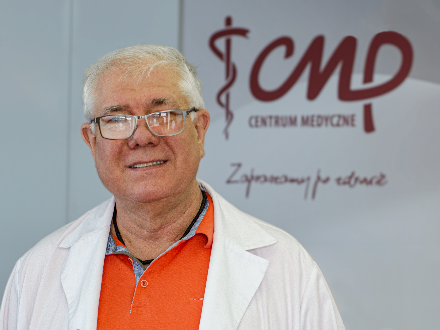 CMP
CENTRUM MEDYCZNE
Zapraszamy po zdrowie